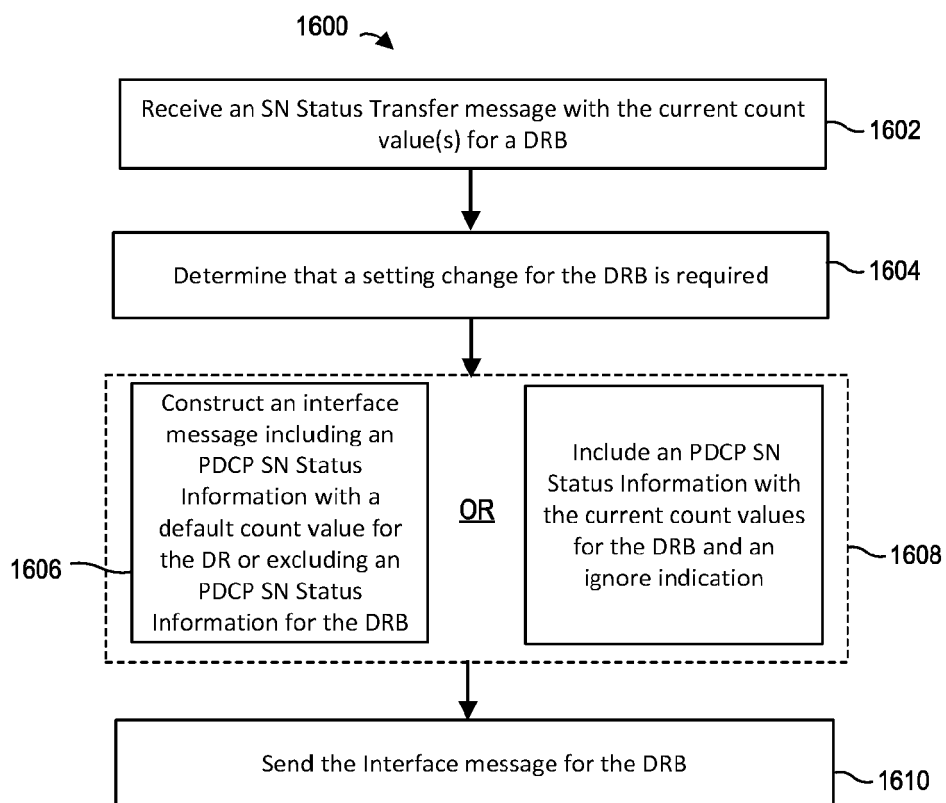 1600
Receive an SN Status Transfer message with the current count
value(s) for a DRB
1602
Determine that a setting change for the DRB is required
1604
Construct an interface
message including an
PDCP SN Status
Information with a
default count value for
the DR or excluding an
PDCP SN Status
Information for the DRB
1606
OR
Include an PDCP SN
Status Information with
the current count values
for the DRB and an
ignore indication
1608
Send the Interface message for the DRB
1610